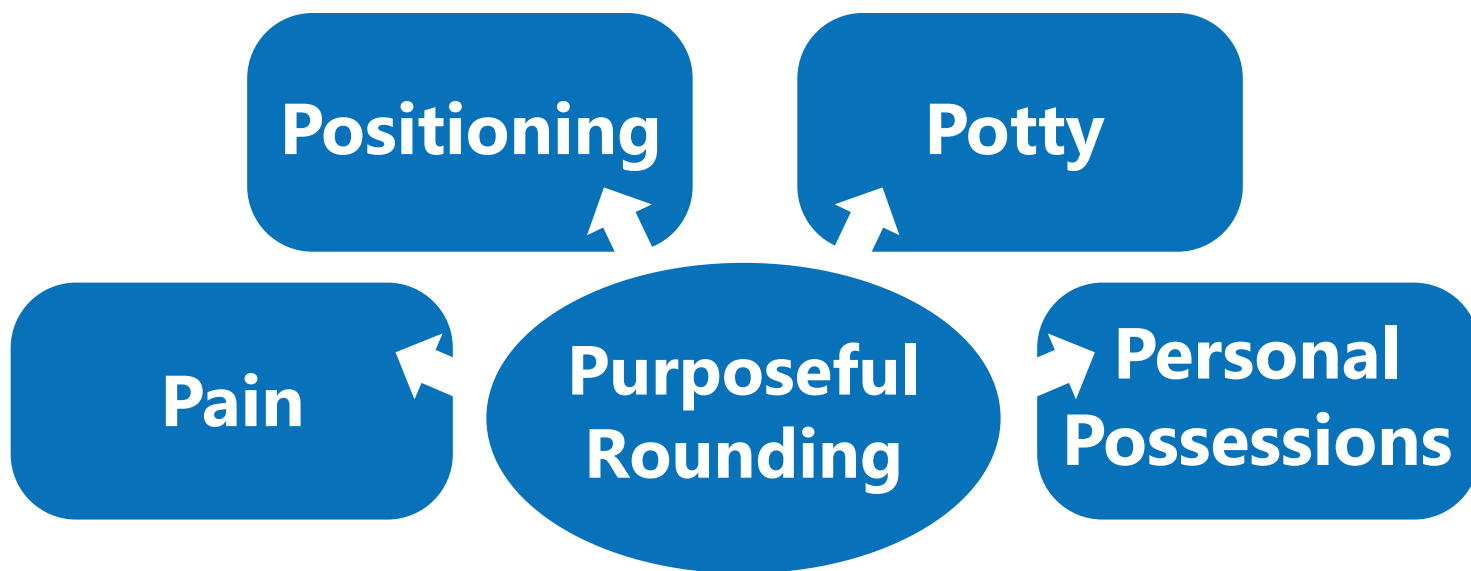 Positioning
Potty
Pain
Purposeful
Rounding
Personal
Possessions